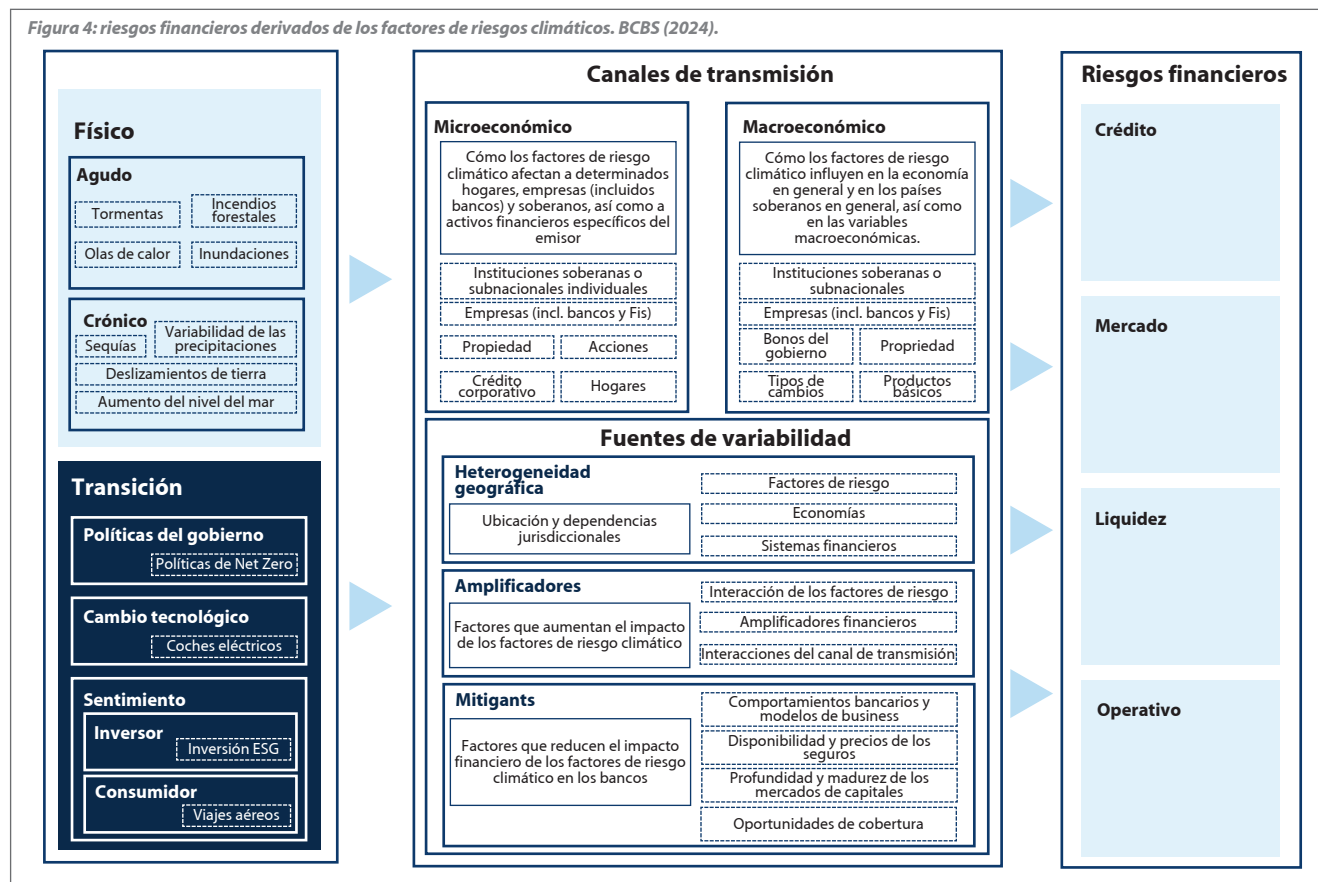 Figura 4: riesgos financieros derivados de los factores de riesgos climáticos. BCBS (2024).
Físico
Agudo
Tormentas
Incendios
forestales
Olas de calor
Inundaciones
Crónico
Sequías
Variabilidad de las
precipitaciones
Deslizamientos de tierra
Aumento del nivel del mar
Transición
Políticas del gobierno
Políticas de Net Zero
Cambio tecnológico
Coches eléctricos
Sentimiento
Inversor
Inversión ESG
Consumidor
Viajes aéreos
Canales de transmisión
Microeconómico
Cómo los factores de riesgo
climático afectan a determinados
hogares, empresas (incluidos
bancos) y soberanos, así como a
activos financieros específicos del
emisor
Instituciones soberanas o
subnacionales individuales
Empresas (incl. bancos y Fis)
Propiedad
Acciones
Crédito
corporativo
Hogares
Macroeconómico
Cómo los factores de riesgo
climático influyen en la economía
en general y en los países
soberanos en general, así como
en las variables
macroeconómicas.
Instituciones soberanas o
subnacionales
Empresas (incl. bancos y Fis)
Bonos del
gobierno
Propriedad
Tipos de
cambios
Productos
básicos
Fuentes de variabilidad
Heterogeneidad
geográfica
Ubicación y dependencias
jurisdiccionales
Factores de riesgo
Economías
Sistemas financieros
Amplificadores
Factores que aumentan el impacto
de los factores de riesgo climático
Interacción de los factores de riesgo
Amplificadores financieros
Interacciones del canal de transmisión
Mitigants
Factores que reducen el impacto
financiero de los factores de riesgo
climático en los bancos
Comportamientos bancarios y
modelos de business
Disponibilidad y precios de los
seguros
Profundidad y madurez de los
mercados de capitales
Oportunidades de cobertura
Riesgos financieros
Crédito
Mercado
Liquidez
Operativo